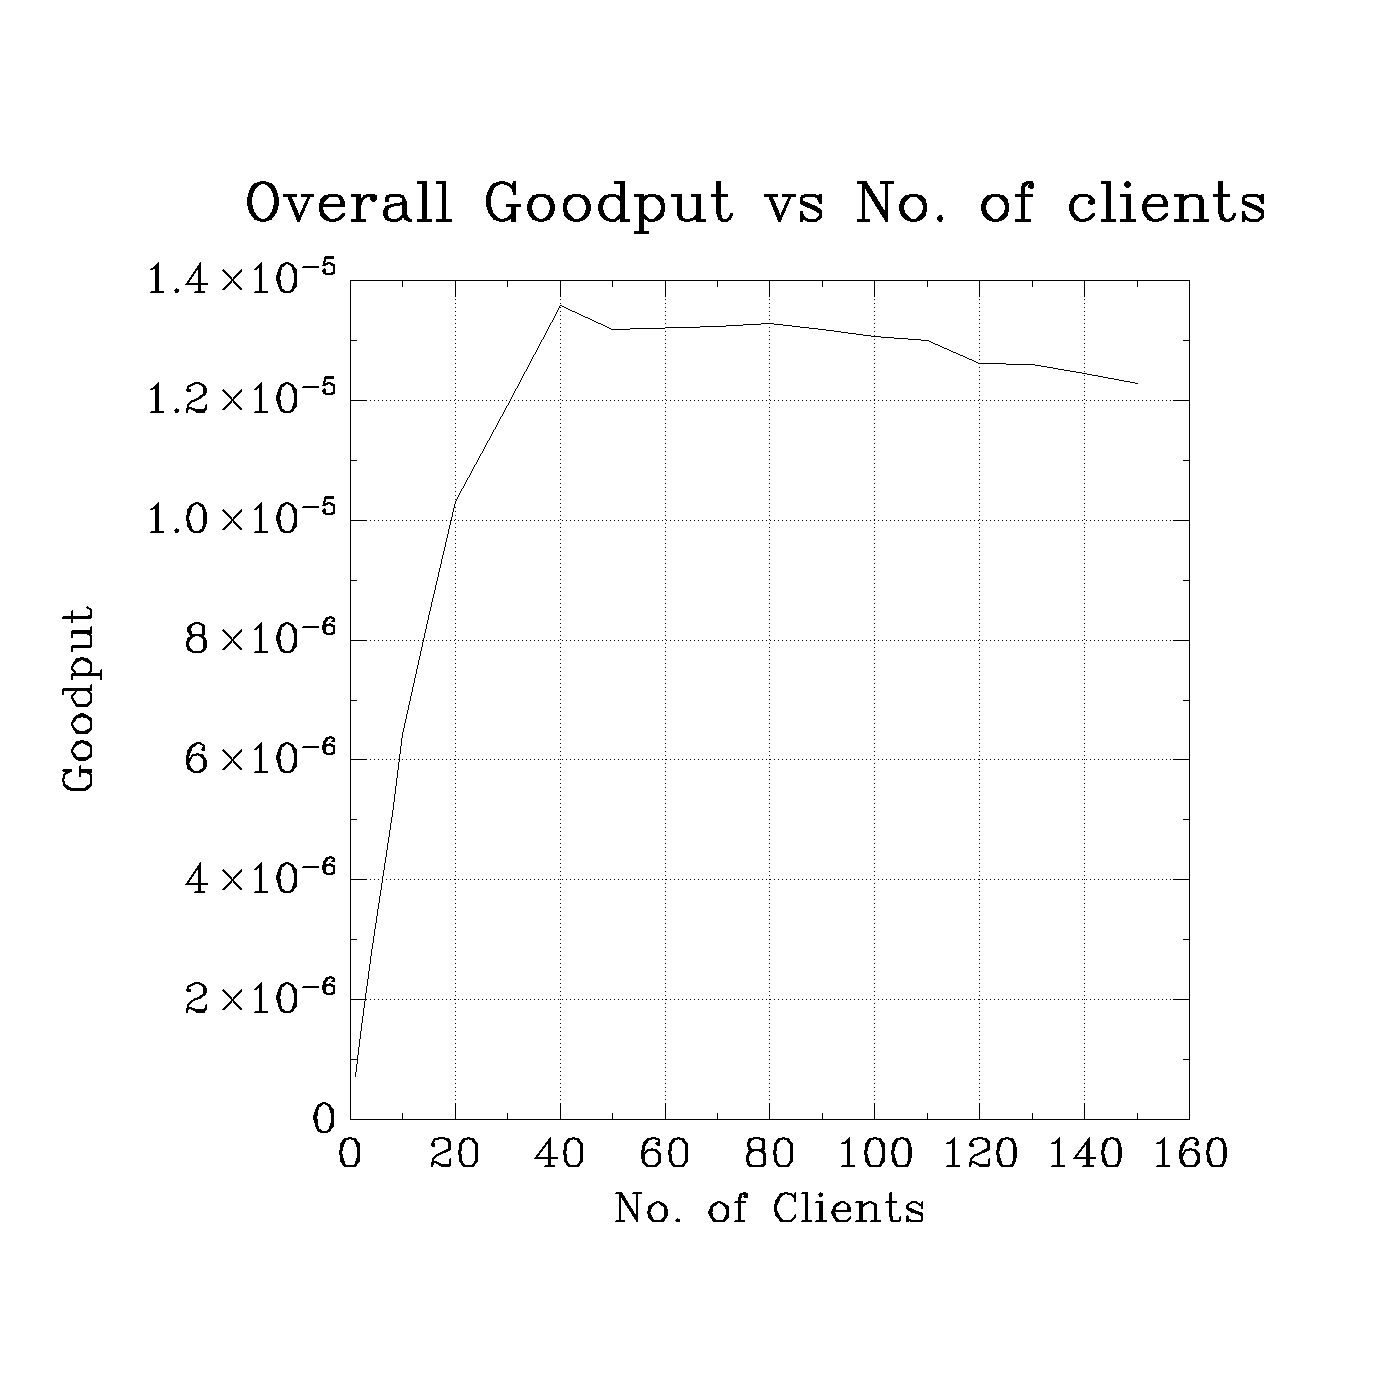 Overall Goodput vs No. of clients
1.4×10⁻⁵
1.2×10⁻⁵
1.0×10⁻⁵
8×10⁻⁶
6×10⁻⁶
4×10⁻⁶
2×10⁻⁶
0
Goodput
0 20 40 60 80 100 120 140 160
No. of Clients